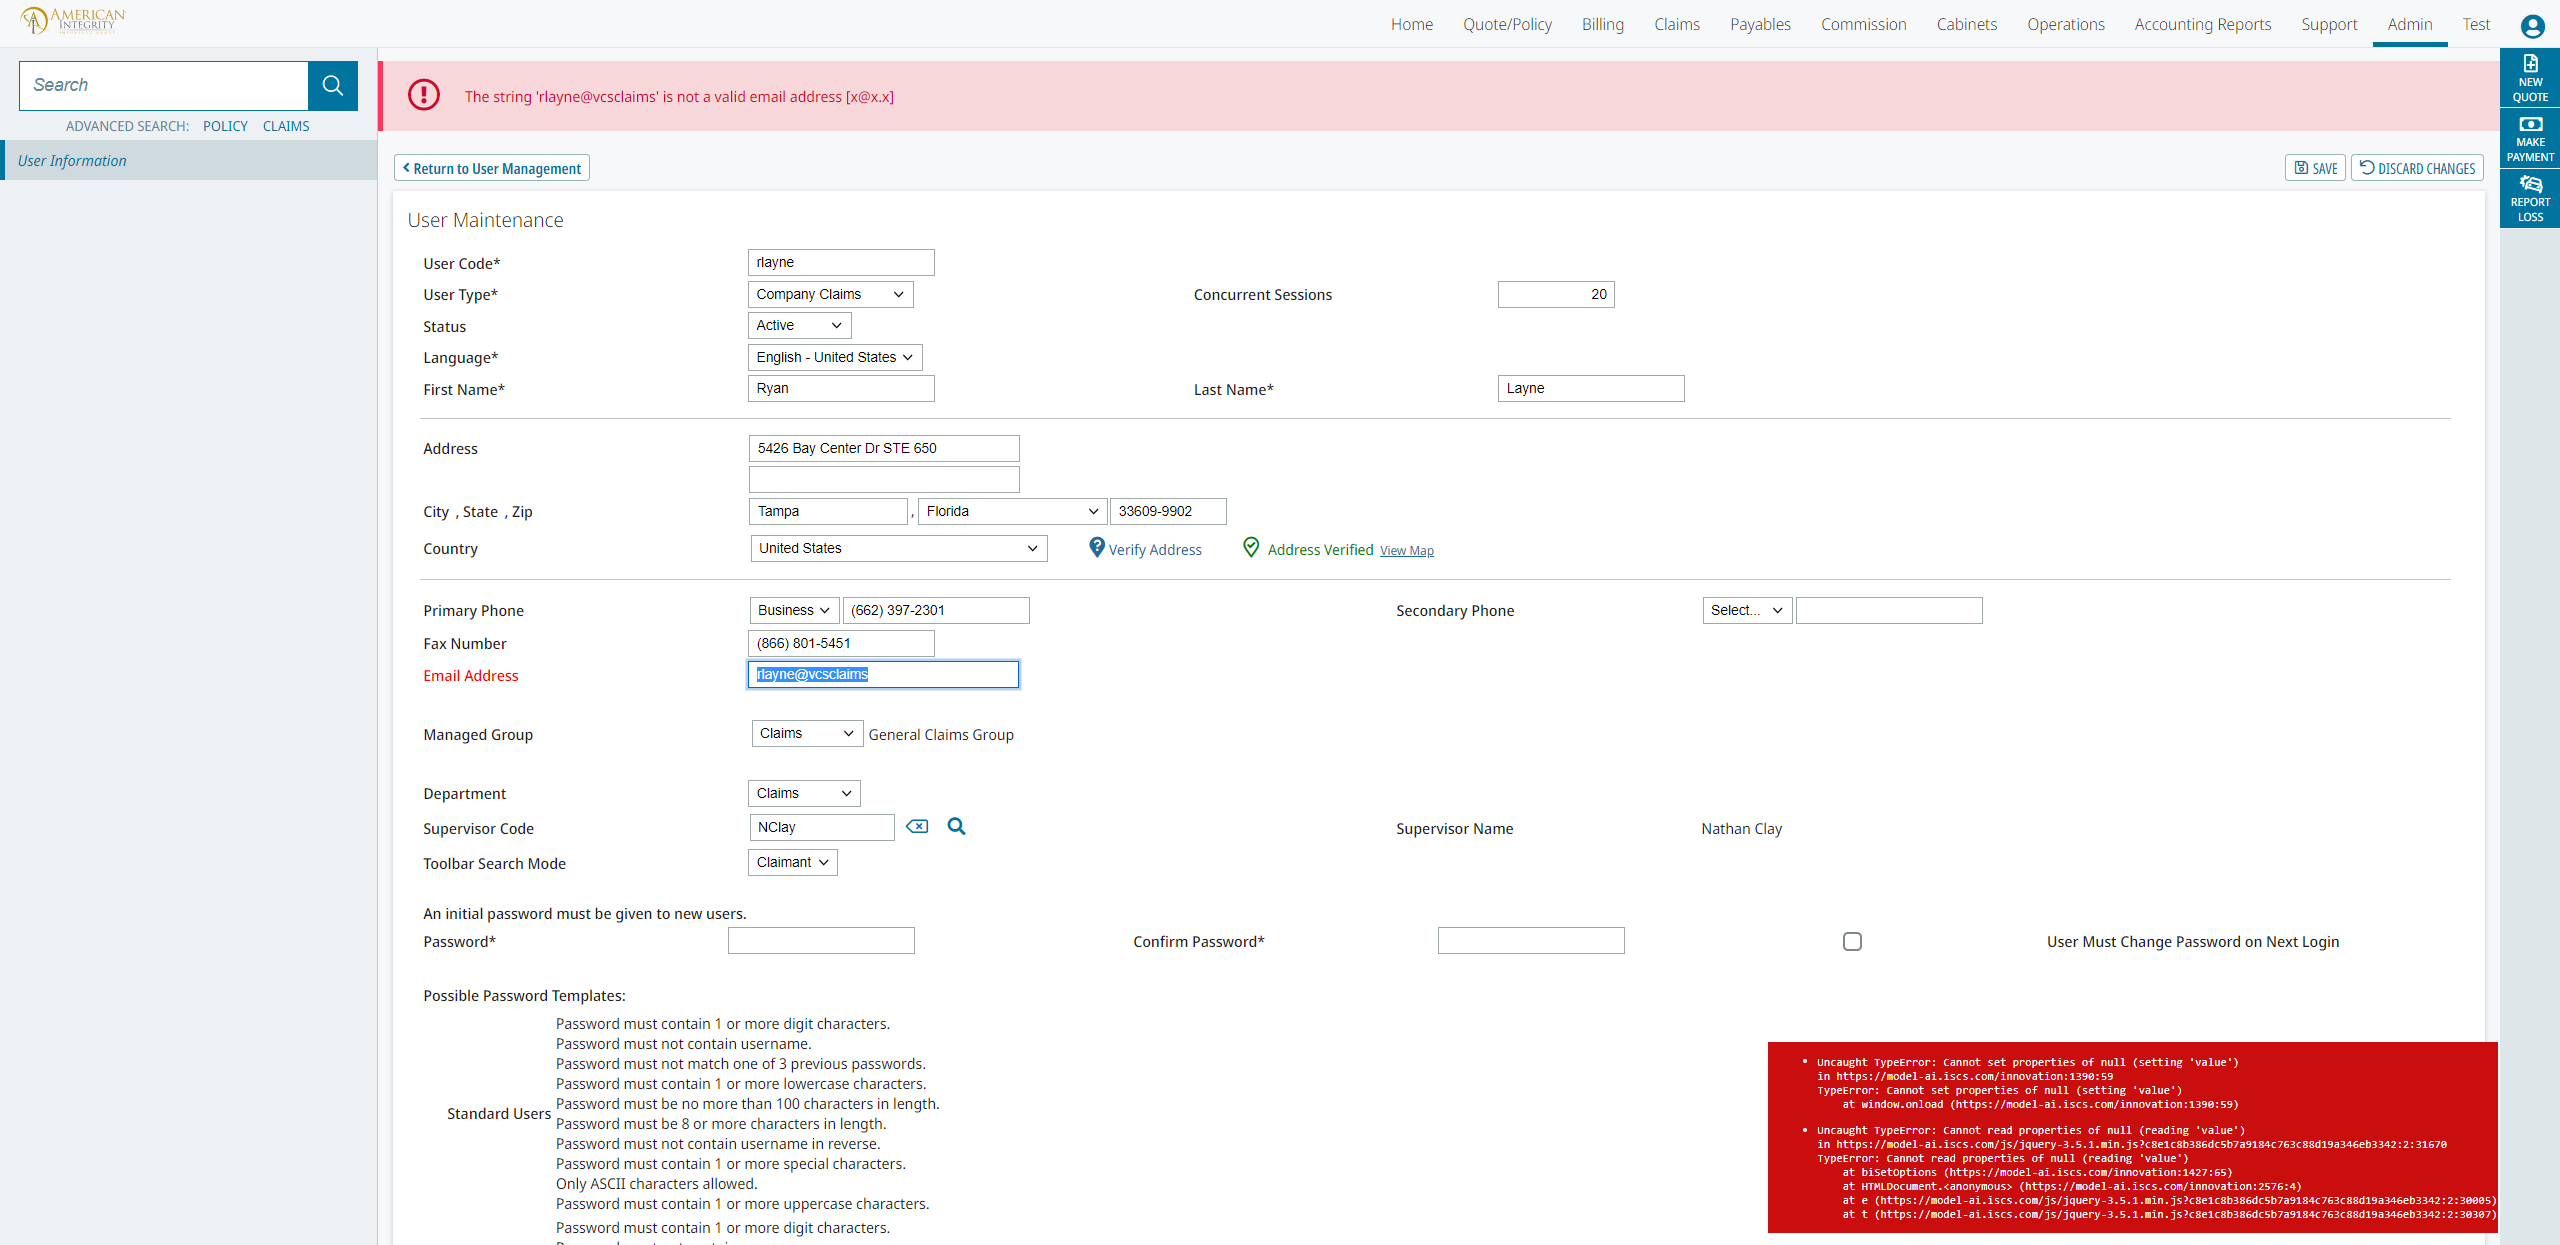 AMERICAN
INTEGRITY
Home Quote/Policy Billing Claims Payables Commission Cabinets Operations Accounting Reports Support Admin Test
Search
ADVANCED SEARCH: POLICY CLAIMS
User Information
The string 'rlayne@vcsclaims' is not a valid email address [x@x.x]
NEW
QUOTE
MAKE
PAYMENT
REPORT
LOSS
Return to User Management
SAVE DISCARD CHANGES
User Maintenance
User Code* rlayne
User Type* Company Claims Concurrent Sessions 20
Status Active
Language* English - United States
First Name* Ryan Last Name* Layne
Address 5426 Bay Center Dr STE 650
City , State , Zip Tampa , Florida 33609-9902
Country United States Verify Address Address Verified View Map
Primary Phone Business (662) 397-2301 Secondary Phone Select...
Fax Number (866) 801-5451
Email Address rlayne@vcsclaims
Managed Group Claims General Claims Group
Department Claims
Supervisor Code NClay Supervisor Name Nathan Clay
Toolbar Search Mode Claimant
An initial password must be given to new users.
Password* Confirm Password* User Must Change Password on Next Login
Possible Password Templates:
Standard Users
Password must contain 1 or more digit characters.
Password must not contain username.
Password must not match one of 3 previous passwords.
Password must contain 1 or more lowercase characters.
Password must be no more than 100 characters in length.
Password must be 8 or more characters in length.
Password must not contain username in reverse.
Password must contain 1 or more special characters.
Only ASCII characters allowed.
Password must contain 1 or more uppercase characters.
Password must contain 1 or more digit characters.
• Uncaught TypeError: Cannot set properties of null (setting 'value')
in https://model-ai.iscs.com/innovation:1390:59
TypeError: Cannot set properties of null (setting 'value')
at window.onload (https://model-ai.iscs.com/innovation:1390:59)
• Uncaught TypeError: Cannot read properties of null (reading 'value')
in https://model-ai.iscs.com/js/jquery-3.5.1.min.js?c8e1c8b386dc5b7a9184c763c88d19a346eb3342:2:31670
TypeError: Cannot read properties of null (reading 'value')
at biSetOptions (https://model-ai.iscs.com/innovation:1427:65)
at HTMLDocument.<anonymous> (https://model-ai.iscs.com/innovation:2576:4)
at e (https://model-ai.iscs.com/js/jquery-3.5.1.min.js?c8e1c8b386dc5b7a9184c763c88d19a346eb3342:2:30005)
at t (https://model-ai.iscs.com/js/jquery-3.5.1.min.js?c8e1c8b386dc5b7a9184c763c88d19a346eb3342:2:30307)